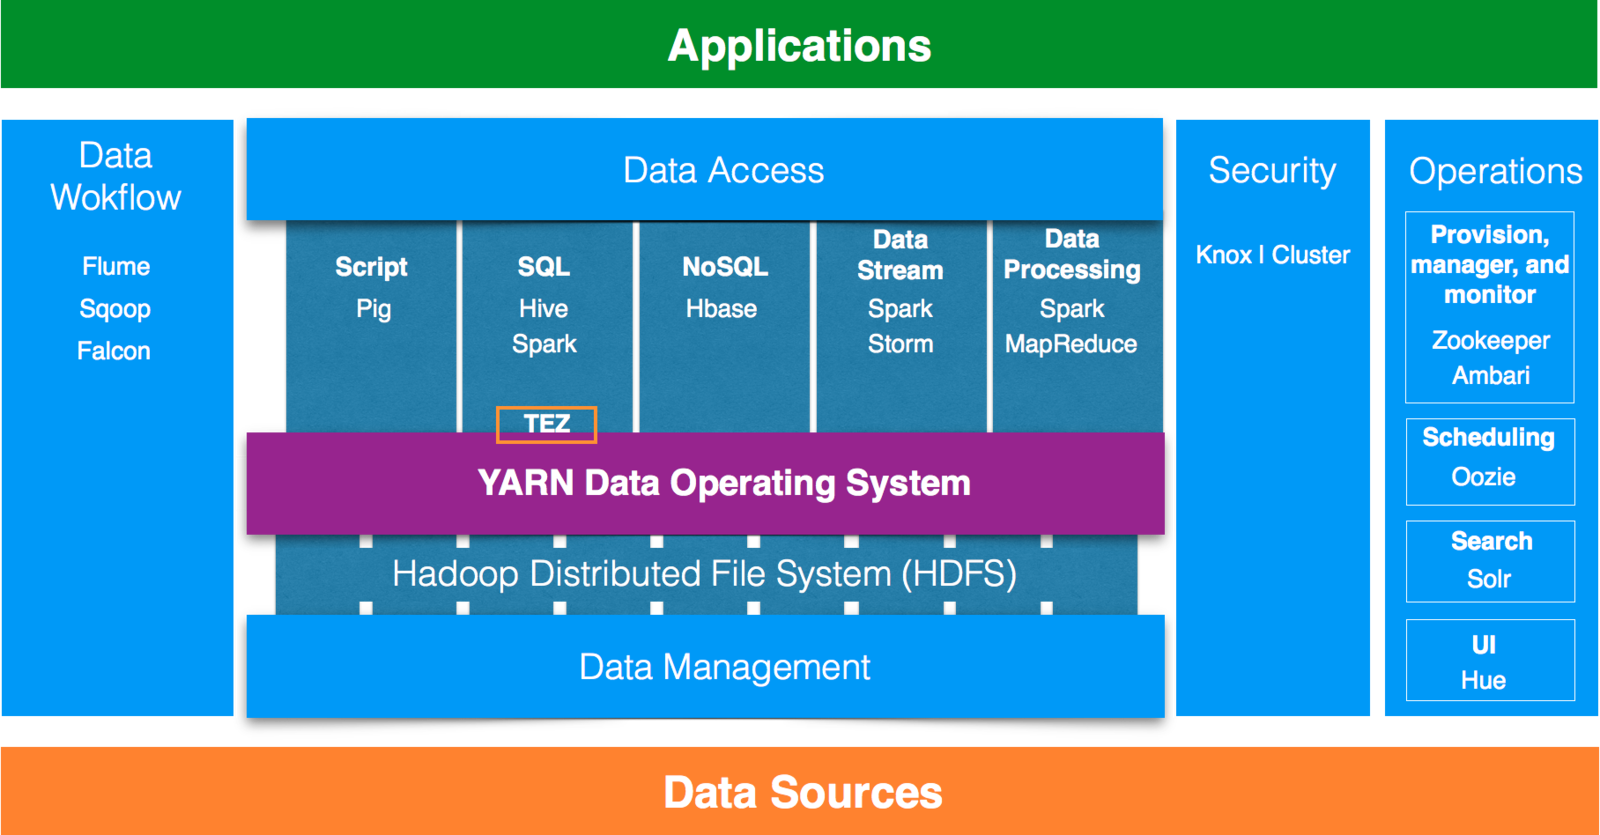 Applications
Data
Wokflow
Flume
Sqoop
Falcon
Data Access
Script
Pig
SQL
Hive
Spark
TEZ
NoSQL
Hbase
Data
Stream
Spark
Storm
Data
Processing
Spark
MapReduce
YARN Data Operating System
Hadoop Distributed File System (HDFS)
Data Management
Security
Knox | Cluster
Operations
Provision,
manager, and
monitor
Zookeeper
Ambari
Scheduling
Oozie
Search
Solr
UI
Hue
Data Sources